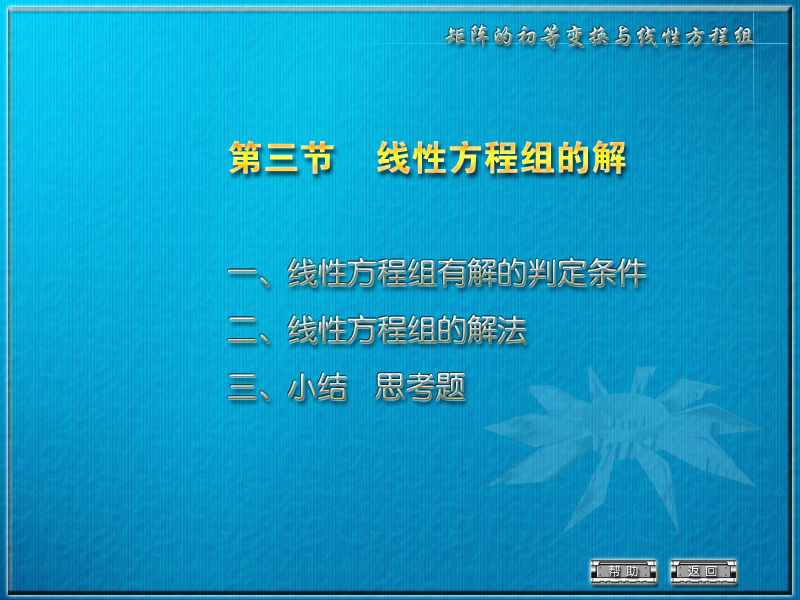 矩阵的初等变换与线性方程组
第三节 线性方程组的解
一、线性方程组有解的判定条件
二、线性方程组的解法
三、小结 思考题
帮助 返回